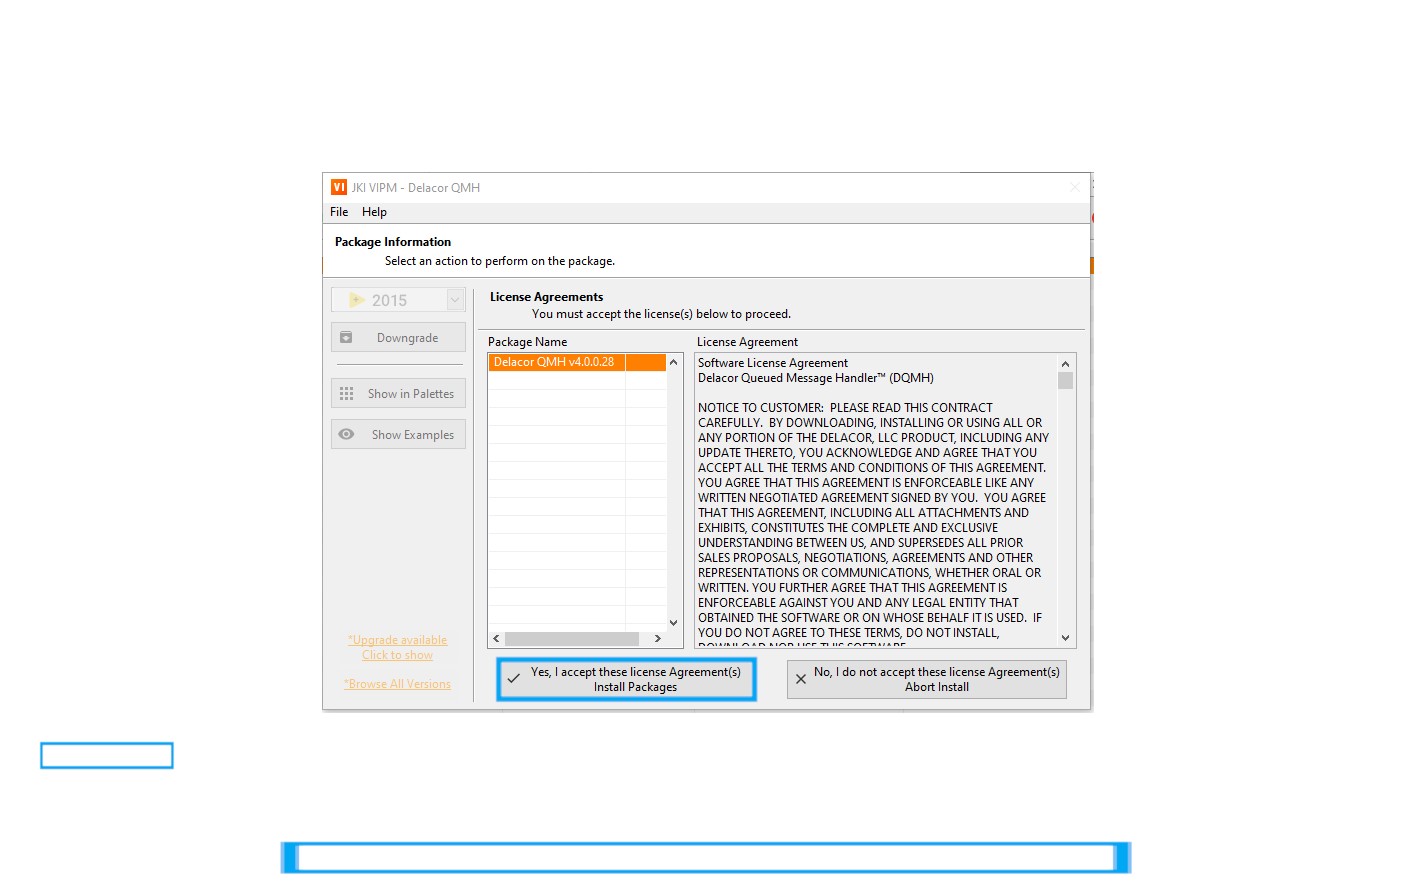 VI JKI VIPM - Delacor QMH
File Help
Package Information
Select an action to perform on the package.
2015
Downgrade
Show in Palettes
Show Examples
*Upgrade available
Click to show
*Browse All Versions
License Agreements
You must accept the license(s) below to proceed.
Package Name
Delacor QMH v4.0.0.28
License Agreement
Software License Agreement
Delacor Queued Message Handler™ (DQMH)
NOTICE TO CUSTOMER: PLEASE READ THIS CONTRACT
CAREFULLY. BY DOWNLOADING, INSTALLING OR USING ALL OR
ANY PORTION OF THE DELACOR, LLC PRODUCT, INCLUDING ANY
UPDATE THERETO, YOU ACKNOWLEDGE AND AGREE THAT YOU
ACCEPT ALL THE TERMS AND CONDITIONS OF THIS AGREEMENT.
YOU AGREE THAT THIS AGREEMENT IS ENFORCEABLE LIKE ANY
WRITTEN NEGOTIATED AGREEMENT SIGNED BY YOU. YOU AGREE
THAT THIS AGREEMENT, INCLUDING ALL ATTACHMENTS AND
EXHIBITS, CONSTITUTES THE COMPLETE AND EXCLUSIVE
UNDERSTANDING BETWEEN US, AND SUPERSEDES ALL PRIOR
SALES PROPOSALS, NEGOTIATIONS, AGREEMENTS AND OTHER
REPRESENTATIONS OR COMMUNICATIONS, WHETHER ORAL OR
WRITTEN. YOU FURTHER AGREE THAT THIS AGREEMENT IS
ENFORCEABLE AGAINST YOU AND ANY LEGAL ENTITY THAT
OBTAINED THE SOFTWARE OR ON WHOSE BEHALF IT IS USED. IF
YOU DO NOT AGREE TO THESE TERMS, DO NOT INSTALL,
DOWNLOAD NOR USE THIS SOFTWARE
Yes, I accept these license Agreement(s)
Install Packages
No, I do not accept these license Agreement(s)
Abort Install